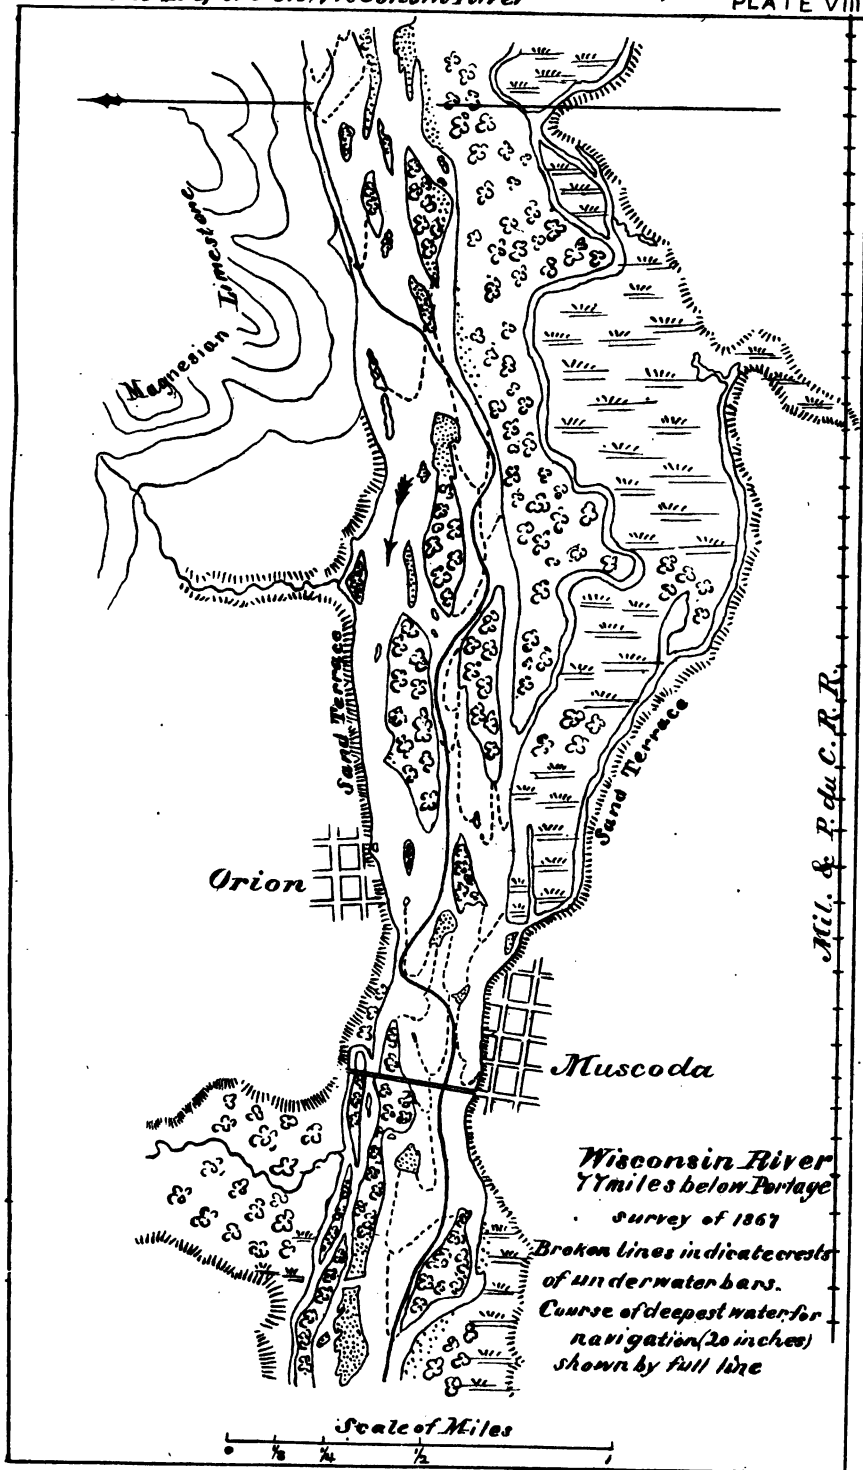 PLATE VIII
Magnesian Limestone
Sand Terrace
Sand Terrace
Mil. & P. du C. R. R.
Orion
Muscoda
Wisconsin River
77 miles below Portage
survey of 1867
Broken lines indicate crests
of underwater bars.
Course of deepest water for
navigation (20 inches)
shown by full line
Scale of Miles
0 1/8 1/4 1/2 1